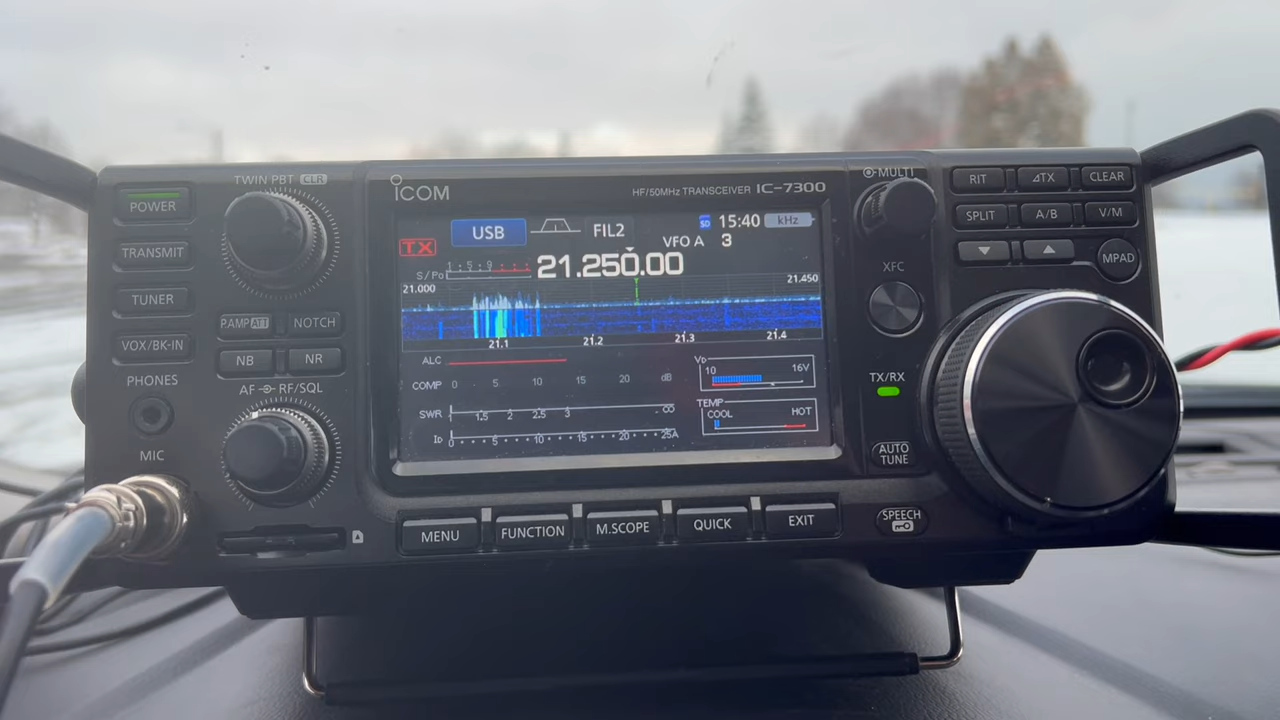 TWIN PBT CLR
POWER
TRANSMIT
TUNER
VOX/BK-IN
P.AMP ATT
NOTCH
NB
NR
PHONES
AF RF/SQL
MIC
ICOM
HF/50MHz TRANSCEIVER IC-7300
USB
FIL2
SD
15:40
kHz
TX
VFO A 3
S/Po 1 5 9
21.250.00
21.000
21.450
21.1 21.2 21.3 21.4
ALC
COMP 0 5 10 15 20 dB
SWR 1 1.5 2 2.5 3 ∞
ID 0 5 10 15 20 25A
VD
10 16V
TEMP
COOL HOT
MENU
FUNCTION
M.SCOPE
QUICK
EXIT
MULTI
RIT
⊿TX
CLEAR
SPLIT
A/B
V/M
▼
▲
MPAD
XFC
TX/RX
AUTO
TUNE
SPEECH